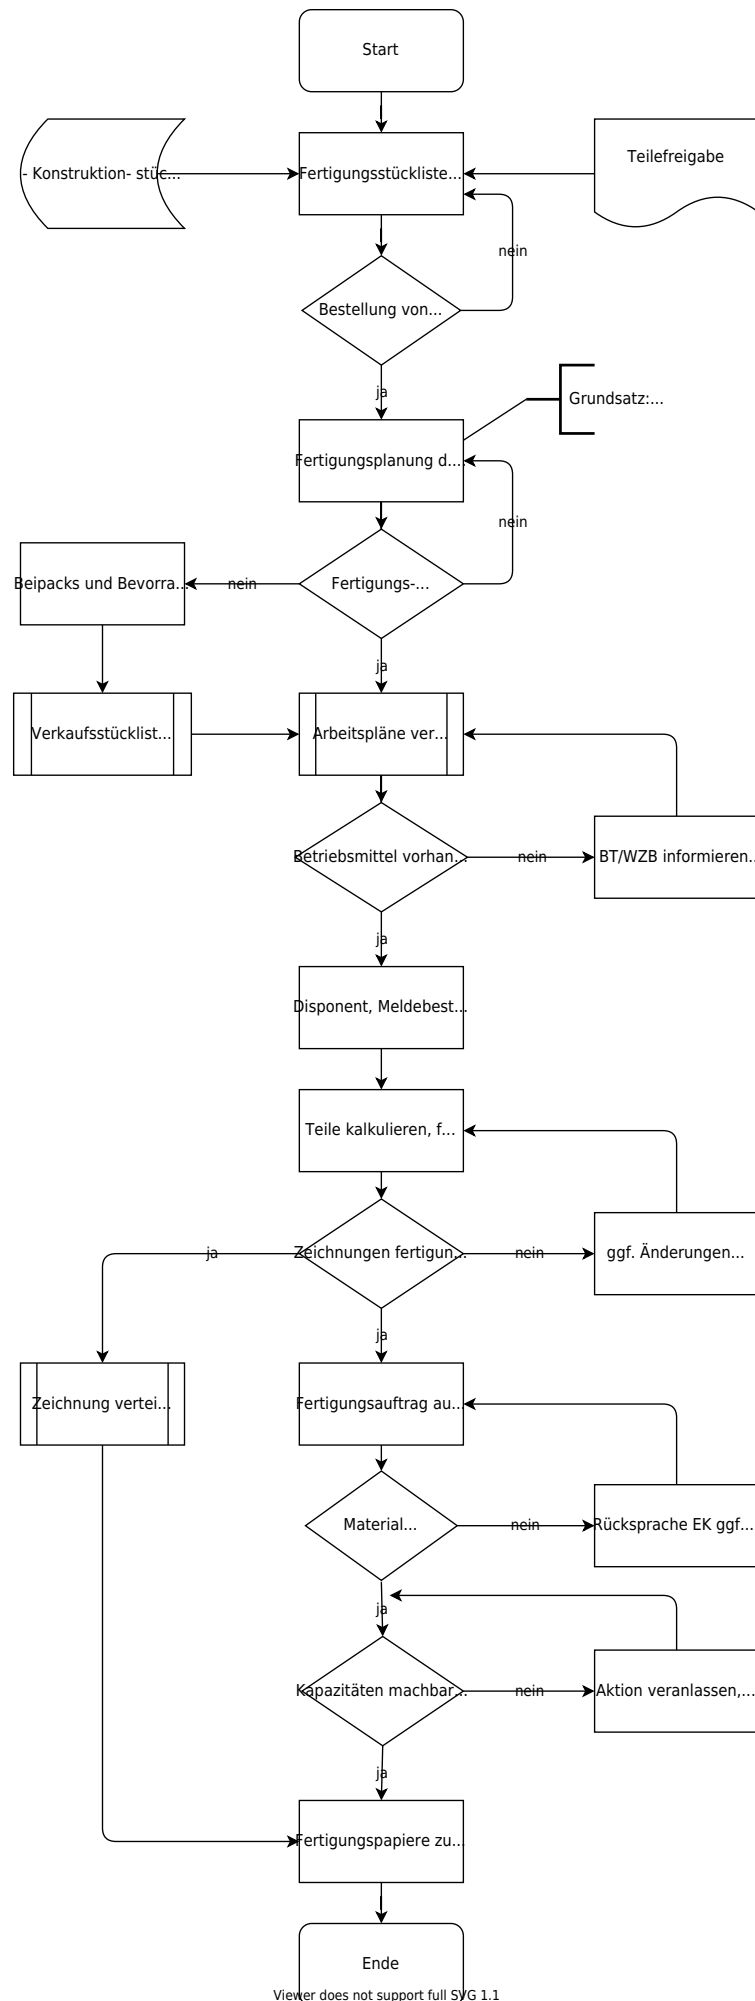 Start
- Konstruktion- stüc...
Fertigungsstückliste...
Teilefreigabe
nein
Bestellung von...
ja
Grundsatz:...
Fertigungsplanung d...
nein
Beipacks und Bevorra...
nein
Fertigungs-...
ja
Verkaufsstücklist...
Arbeitspläne ver...
Betriebsmittel vorhan...
nein
BT/WZB informieren...
ja
Disponent, Meldebest...
Teile kalkulieren, f...
ja
Zeichnungen fertigun...
nein
ggf. Änderungen...
ja
Zeichnung vertei...
Fertigungsauftrag au...
Material...
nein
Rücksprache EK ggf...
ja
Kapazitäten machbar...
nein
Aktion veranlassen,...
ja
Fertigungspapiere zu...
Ende
Viewer does not support full SVG 1.1